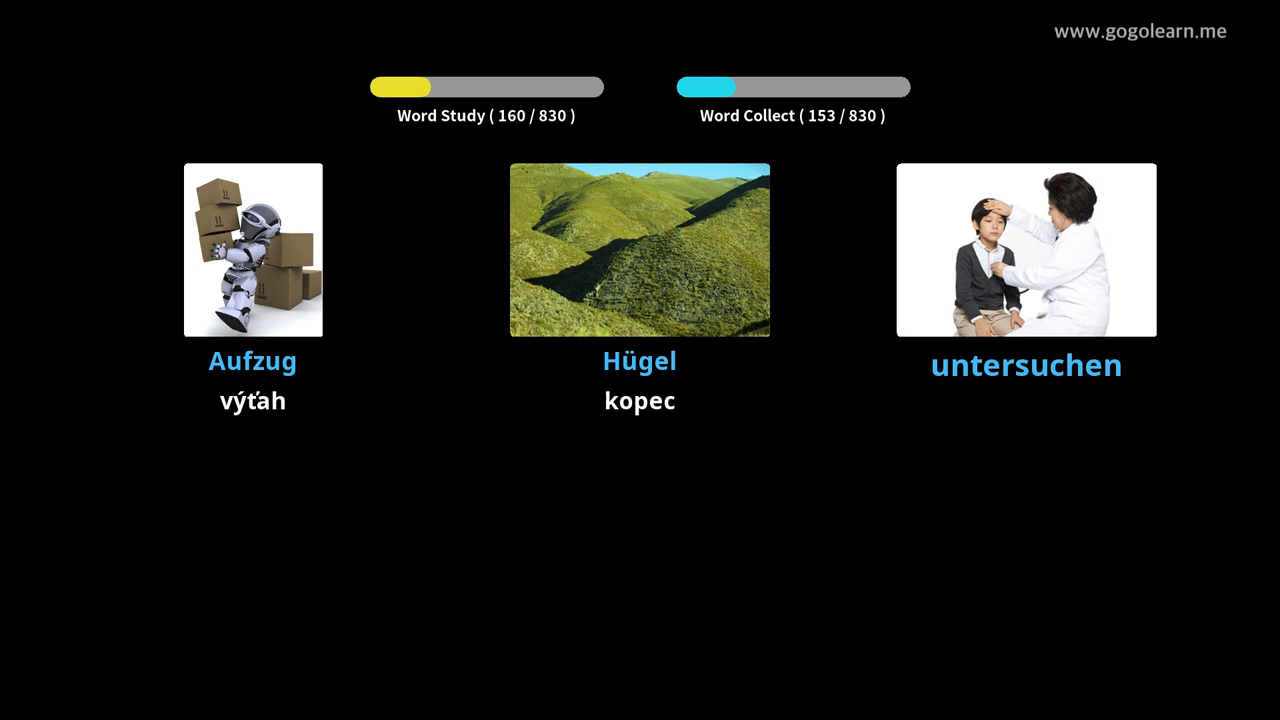 www.gogolearn.me
Word Study ( 160 / 830 )
Word Collect ( 153 / 830 )
Aufzug
výťah
Hügel
kopec
untersuchen